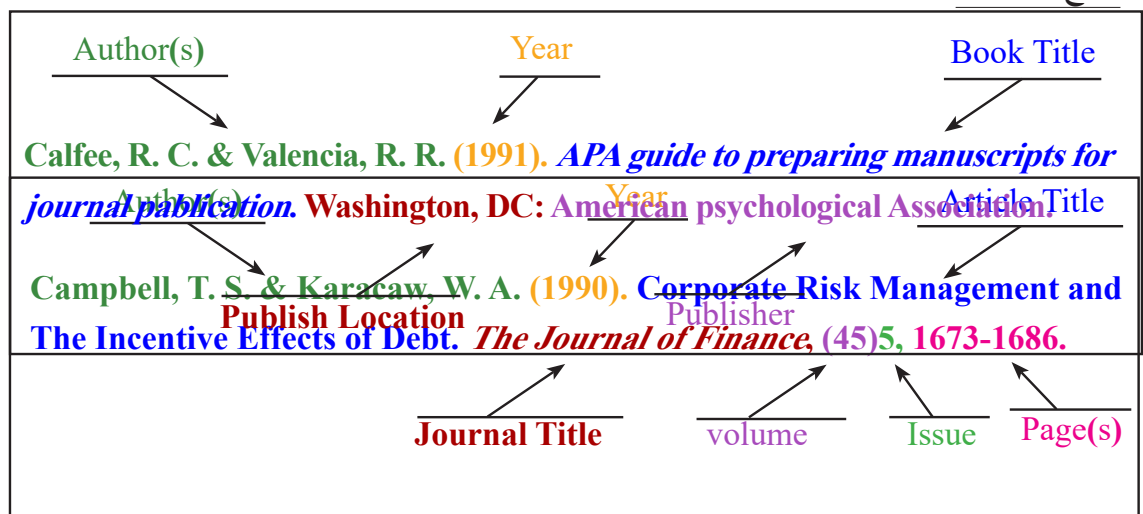 Author(s) Year Book Title
Calfee, R. C. & Valencia, R. R. (1991). APA guide to preparing manuscripts for
journal pablication. Washington, DC: American psychological Association.
Author(s) Year Article Title
Campbell, T. S. & Karacaw, W. A. (1990). Corporate Risk Management and
Publish Location Publisher
The Incentive Effects of Debt. The Journal of Finance, (45)5, 1673-1686.
Journal Title volume Issue Page(s)